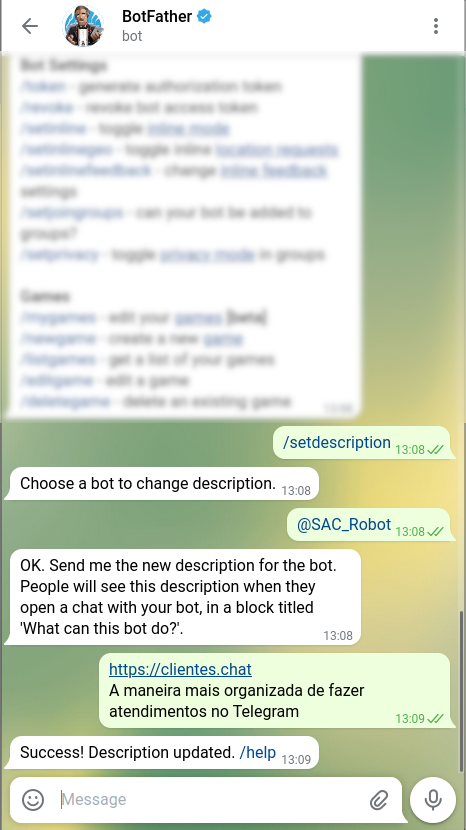 BotFather
bot
Bot Settings
/token - generate authorization token
/revoke - revoke bot access token
/setinline - toggle inline mode
/setinlinegeo - toggle inline location requests
/setinlinefeedback - change inline feedback
settings
/setjoingroups - can your bot be added to
groups?
/setprivacy - toggle privacy mode in groups
Games
/mygames - edit your games [beta]
/newgame - create a new game
/listgames - get a list of your games
/editgame - edit a game
/deletegame - delete an existing game
13:08
/setdescription 13:08
Choose a bot to change description. 13:08
@SAC_Robot 13:08
OK. Send me the new description for the bot.
People will see this description when they
open a chat with your bot, in a block titled
'What can this bot do?'.
13:08
https://clientes.chat
A maneira mais organizada de fazer
atendimentos no Telegram
13:09
Success! Description updated. /help 13:09
Message